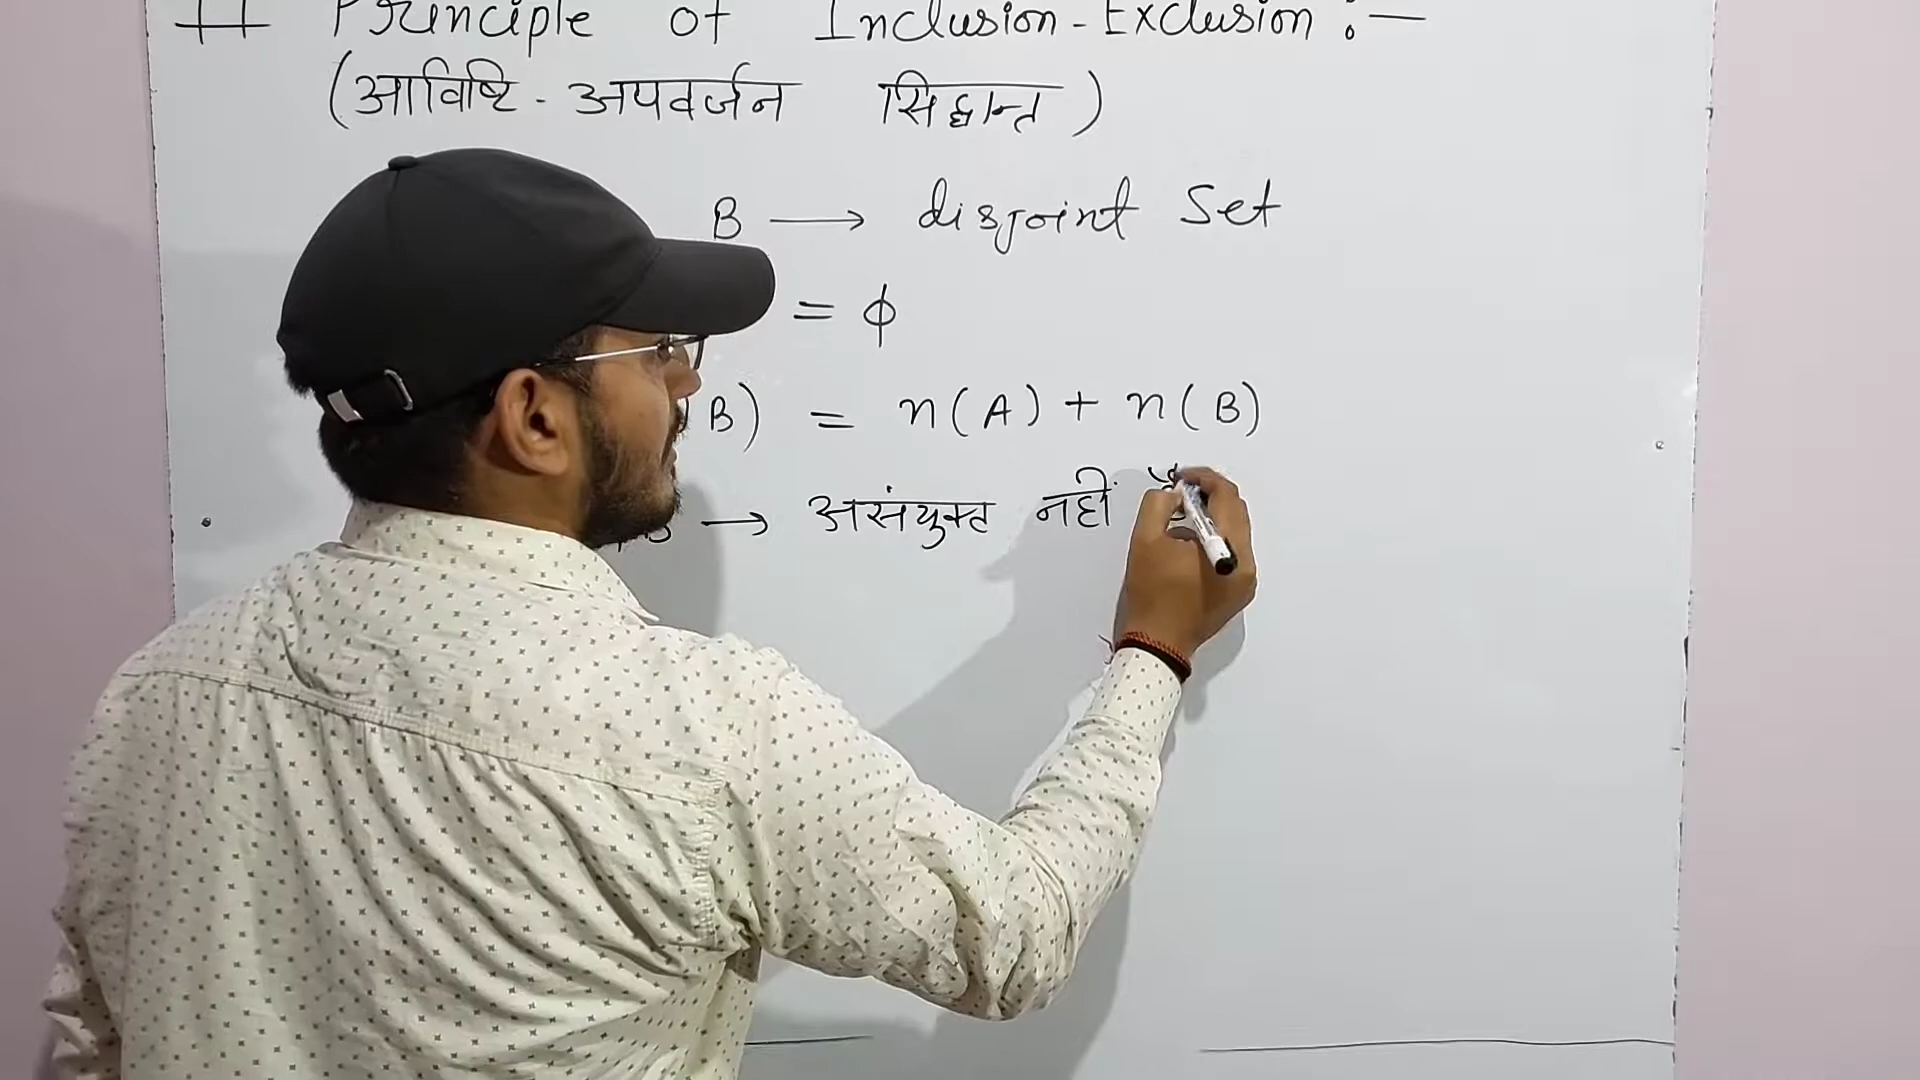 # Principle of Inclusion-Exclusion :-
(आविष्टि - अपवर्जन सिद्धान्त)
B → disjoint Set
= ϕ
B) = n(A) + n(B)
B → असंयुक्त नहीं